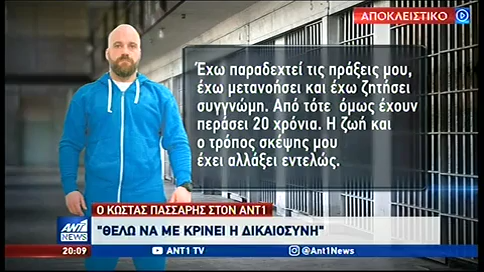 ΑΠΟΚΛΕΙΣΤΙΚΟ
Έχω παραδεχτεί τις πράξεις μου,
έχω μετανοήσει και έχω ζητήσει
συγγνώμη. Από τότε όμως έχουν
περάσει 20 χρόνια. Η ζωή και
ο τρόπος σκέψης μου
έχει αλλάξει εντελώς.
Ο ΚΩΣΤΑΣ ΠΑΣΣΑΡΗΣ ΣΤΟΝ ΑΝΤ1
ΑΝΤ1
NEWS
"ΘΕΛΩ ΝΑ ΜΕ ΚΡΙΝΕΙ Η ΔΙΚΑΙΟΣΥΝΗ"
20:09
ANT1 TV
@Ant1News